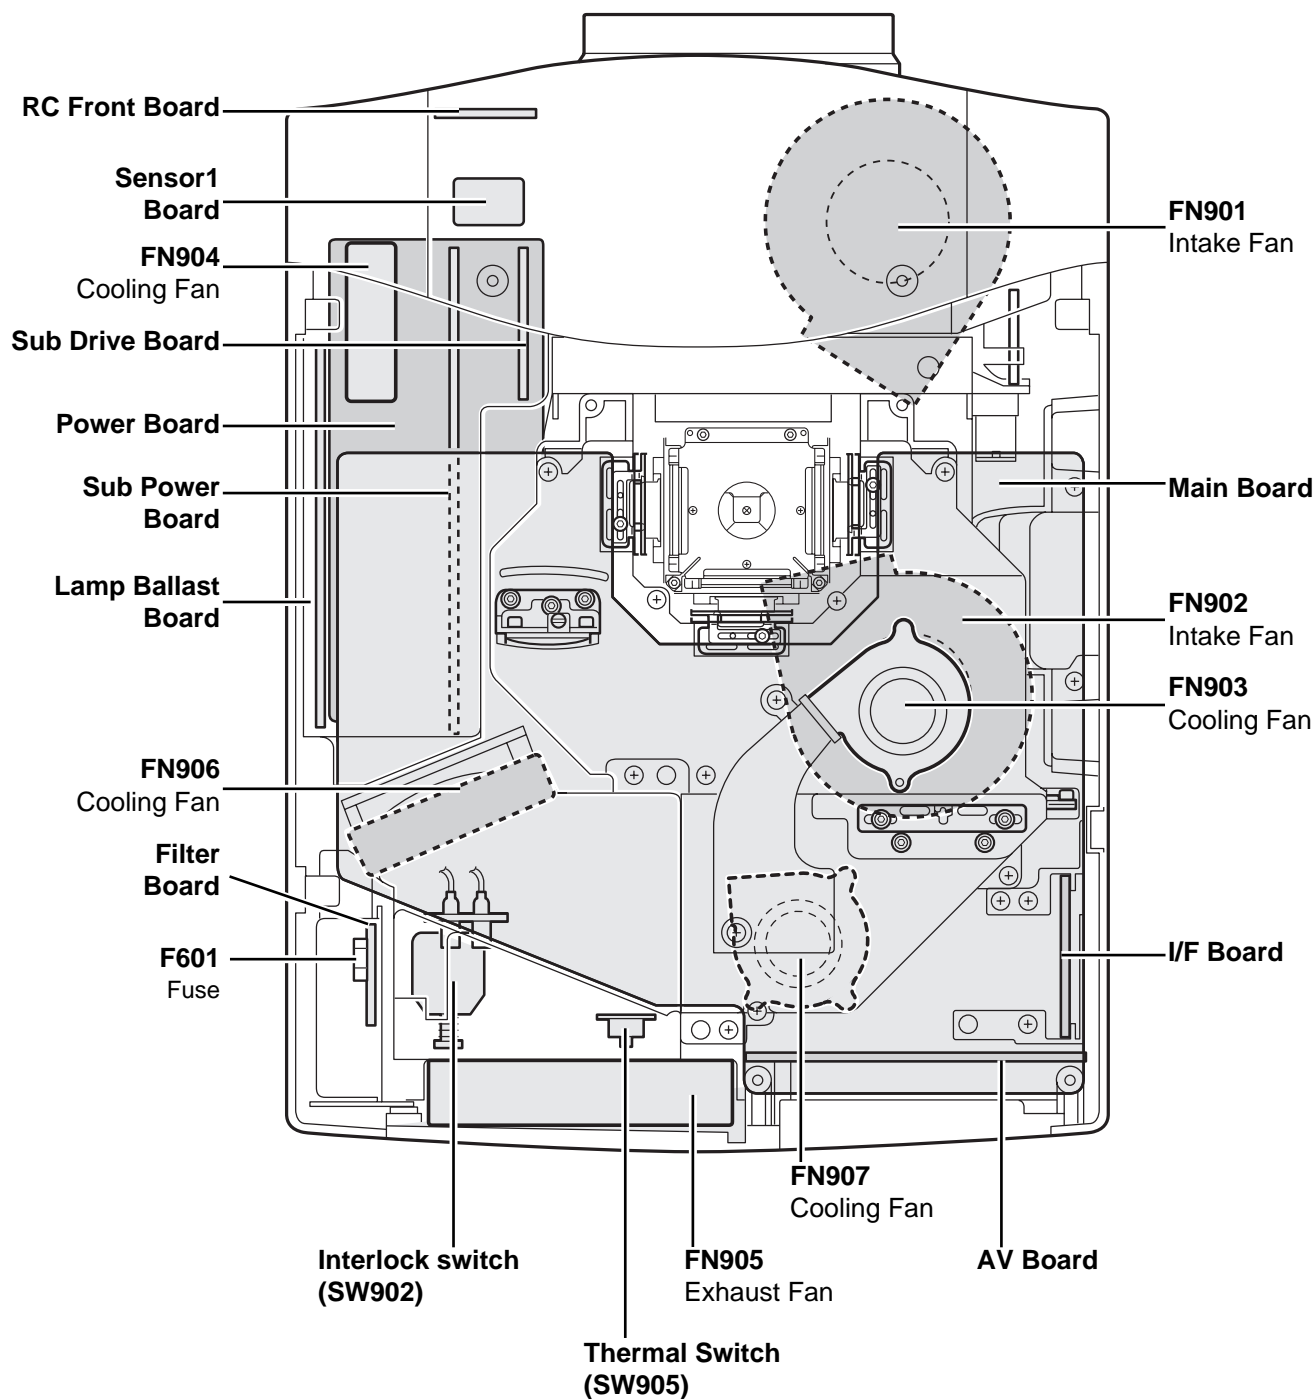 RC Front Board
Sensor1
Board
FN904
Cooling Fan
Sub Drive Board
Power Board
Sub Power
Board
Lamp Ballast
Board
FN906
Cooling Fan
Filter
Board
F601
Fuse
FN901
Intake Fan
Main Board
FN902
Intake Fan
FN903
Cooling Fan
I/F Board
FN907
Cooling Fan
Interlock switch
(SW902)
FN905
Exhaust Fan
AV Board
Thermal Switch
(SW905)